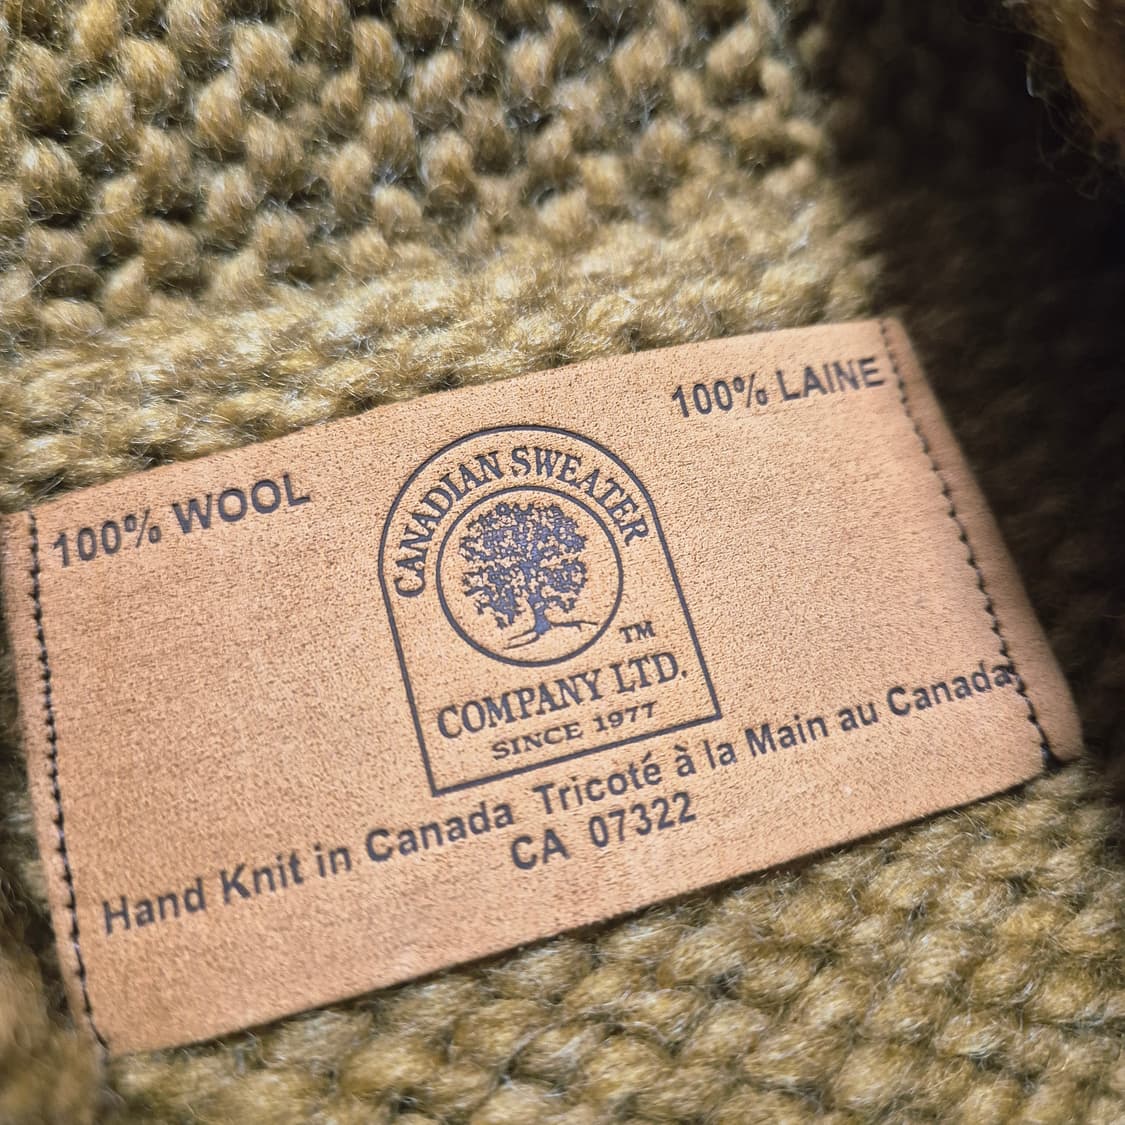 100% WOOL
100% LAINE
CANADIAN SWEATER
TM
COMPANY LTD.
SINCE 1977
Hand Knit in Canada Tricoté à la Main au Canada
CA 07322